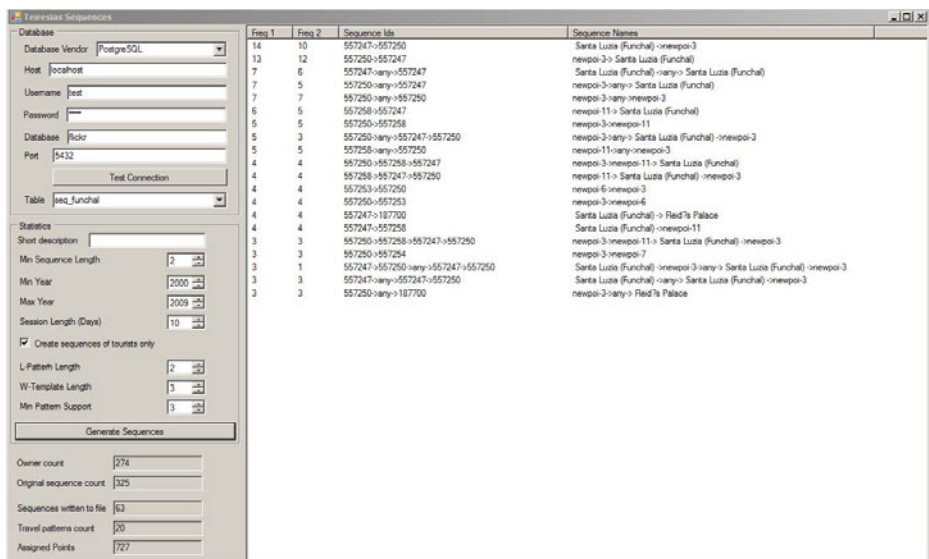 Teiresias Sequences
Database
Database Vendor PostgreSQL
Host localhost
Username test
Password ****
Database flickr
Port 5432
Test Connection
Table seq_funchal
Statistics
Short description
Min Sequence Length 2
Min Year 2000
Max Year 2009
Session Length (Days) 10
Create sequences of tourists only
L-Pattern Length 2
W-Template Length 3
Min Pattern Support 3
Generate Sequences
Owner count 274
Original sequence count 325
Sequences written to file 63
Travel patterns count 20
Assigned Points 727
Freq 1 Freq 2 Sequence Ids Sequence Names
14 10 557247->557250 Santa Luzia (Funchal) ->newpoi-3
13 12 557250->557247 newpoi-3-> Santa Luzia (Funchal)
7 6 557247->any->557247 Santa Luzia (Funchal) ->any-> Santa Luzia (Funchal)
7 5 557250->any->557247 newpoi-3->any-> Santa Luzia (Funchal)
7 7 557250->any->557250 newpoi-3->any->newpoi-3
6 5 557258->557247 newpoi-11-> Santa Luzia (Funchal)
5 5 557250->557258 newpoi-3->newpoi-11
5 3 557250->any->557247->557250 newpoi-3->any-> Santa Luzia (Funchal) ->newpoi-3
5 5 557258->any->557250 newpoi-11->any->newpoi-3
4 4 557250->557258->557247 newpoi-3->newpoi-11-> Santa Luzia (Funchal)
4 4 557258->557247->557250 newpoi-11-> Santa Luzia (Funchal) ->newpoi-3
4 4 557253->557250 newpoi-6->newpoi-3
4 4 557250->557253 newpoi-3->newpoi-6
4 4 557247->187700 Santa Luzia (Funchal) -> Reid?s Palace
4 4 557247->557258 Santa Luzia (Funchal) ->newpoi-11
3 3 557250->557258->557247->557250 newpoi-3->newpoi-11-> Santa Luzia (Funchal) ->newpoi-3
3 3 557250->557254 newpoi-3->newpoi-7
3 1 557247->557250->any->557247->557250 Santa Luzia (Funchal) ->newpoi-3->any-> Santa Luzia (Funchal) ->newpoi-3
3 3 557247->any->557247->557250 Santa Luzia (Funchal) ->any-> Santa Luzia (Funchal) ->newpoi-3
3 3 557250->any->187700 newpoi-3->any-> Reid?s Palace